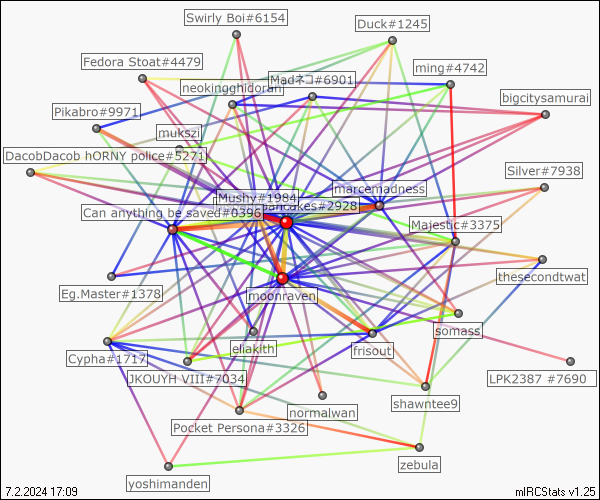 Swirly Boi#6154
Duck#1245
Fedora Stoat#4479
ming#4742
Madネコ#6901
neokingghidorah
bigcitysamurai
Pikabro#9971
mukszi
DacobDacob hORNY police#5271
Silver#7938
marcemadness
Mushy#1984
ancakes#2928
Can anything be saved#0396
Majestic#3375
thesecondtwat
Eg.Master#1378
moonraven
somass
eliakith
frisout
Cypha#1717
JKOUYH VIII#7034
LPK2387 #7690
shawntee9
normalwan
Pocket Persona#3326
zebula
yoshimanden
7.2.2024 17:09
mIRCStats v1.25